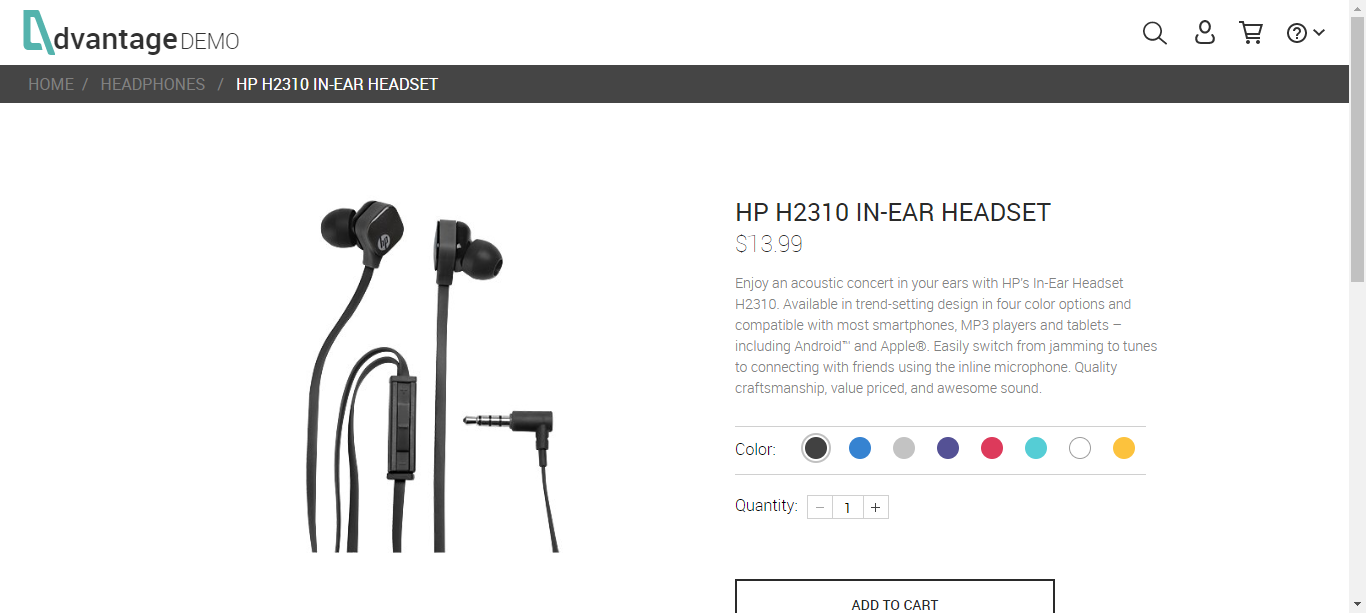 dvantage DEMO
HOME / HEADPHONES / HP H2310 IN-EAR HEADSET
hp
HP H2310 IN-EAR HEADSET
$13.99
Enjoy an acoustic concert in your ears with HP's In-Ear Headset
H2310. Available in trend-setting design in four color options and
compatible with most smartphones, MP3 players and tablets –
including Android™ and Apple®. Easily switch from jamming to tunes
to connecting with friends using the inline microphone. Quality
craftsmanship, value priced, and awesome sound.
Color:
Quantity: − 1 +
ADD TO CART